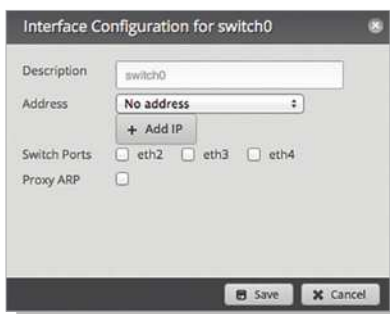 Interface Configuration for switch0
Description switch0
Address No address
+ Add IP
Switch Ports eth2 eth3 eth4
Proxy ARP
Save Cancel